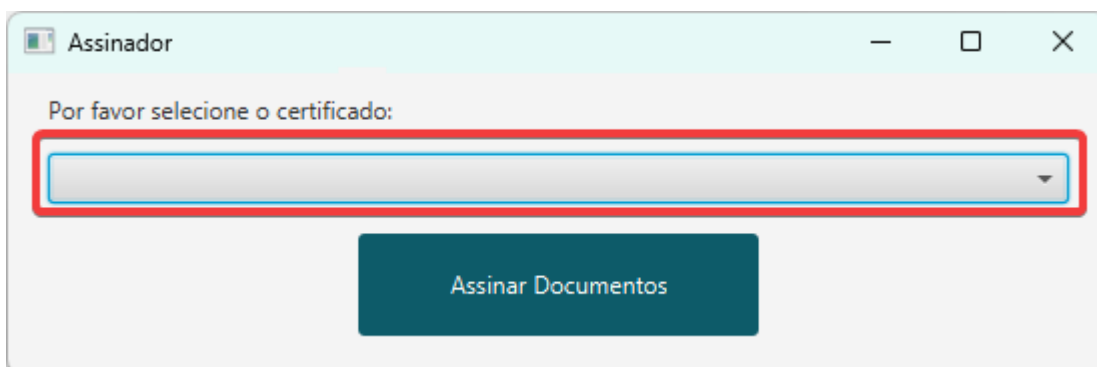 Assinador
Por favor selecione o certificado:
Assinar Documentos